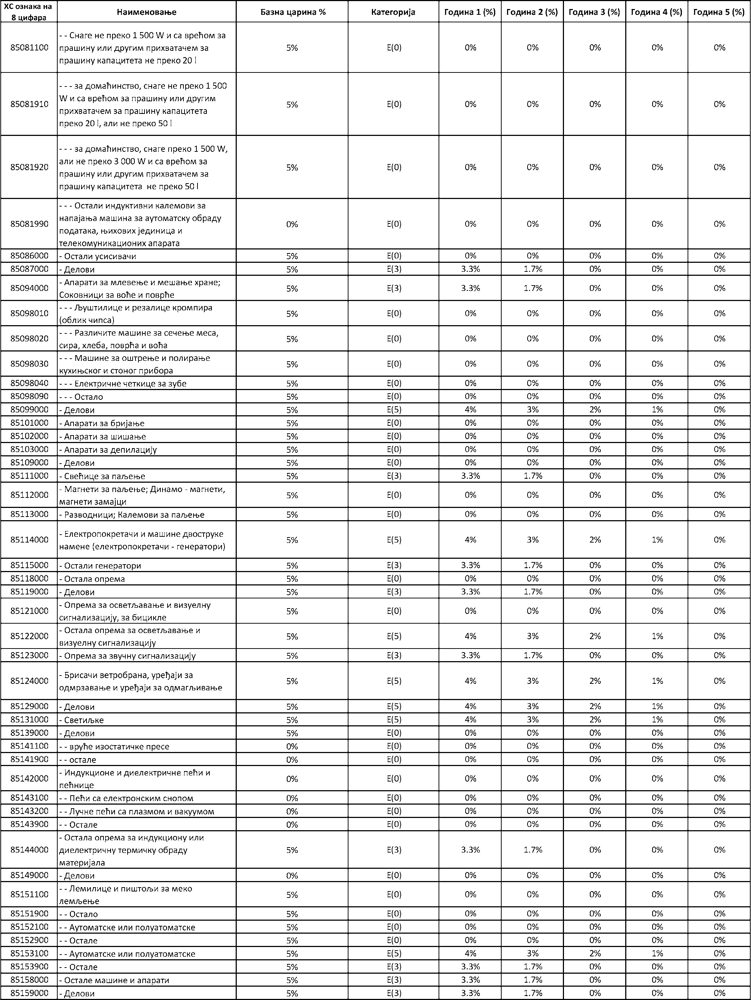 ХС ознака на
8 цифара
Наименовање
Базна царина %
Категорија
Година 1 (%)
Година 2 (%)
Година 3 (%)
Година 4 (%)
Година 5 (%)
85081100
- - Снаге не преко 1 500 W и са врећом за
прашину или другим прихватачем за
прашину капацитета не преко 20 l
5% E(0) 0% 0% 0% 0% 0%
85081910
- - - за домаћинство, снаге не преко 1 500
W и са врећом за прашину или другим
прихватачем за прашину капацитета
преко 20 l, али не преко 50 l
5% E(0) 0% 0% 0% 0% 0%
85081920
- - - за домаћинство, снаге преко 1 500 W,
али не преко 3 000 W и са врећом за
прашину или другим прихватачем за
прашину капацитета  не преко 50 l
5% E(0) 0% 0% 0% 0% 0%
85081990
- - - Остали индуктивни калемови за
напајања машина за аутоматску обраду
података, њихових јединица и
телекомуникационих апарата
0% E(0) 0% 0% 0% 0% 0%
85086000 - Остали усисивачи 5% E(0) 0% 0% 0% 0% 0%
85087000 - Делови 5% E(3) 3.3% 1.7% 0% 0% 0%
85094000
- Апарати за млевење и мешање хране;
Соковници за воће и поврће
5% E(3) 3.3% 1.7% 0% 0% 0%
85098010
- - - Љуштилице и резалице кромпира
(облик чипса)
5% E(0) 0% 0% 0% 0% 0%
85098020
- - - Различите машине за сечење меса,
сира, хлеба, поврћа и воћа
5% E(0) 0% 0% 0% 0% 0%
85098030
- - - Машине за оштрење и полирање
кухињског и стоног прибора
5% E(0) 0% 0% 0% 0% 0%
85098040 - - - Електричне четкице за зубе 5% E(0) 0% 0% 0% 0% 0%
85098090 - - - Остало 5% E(0) 0% 0% 0% 0% 0%
85099000 - Делови 5% E(5) 4% 3% 2% 1% 0%
85101000 - Апарати за бријање 5% E(0) 0% 0% 0% 0% 0%
85102000 - Апарати за шишање 5% E(0) 0% 0% 0% 0% 0%
85103000 - Апарати за депилацију 5% E(0) 0% 0% 0% 0% 0%
85109000 - Делови 5% E(0) 0% 0% 0% 0% 0%
85111000 - Свећице за паљење 5% E(3) 3.3% 1.7% 0% 0% 0%
85112000
- Магнети за паљење; Динамо - магнети,
магнети замајци
5% E(0) 0% 0% 0% 0% 0%
85113000 - Разводници; Калемови за паљење 5% E(0) 0% 0% 0% 0% 0%
85114000
- Електропокретачи и машине двоструке
намене (електропокретачи - генератори)
5% E(5) 4% 3% 2% 1% 0%
85115000 - Остали генератори 5% E(3) 3.3% 1.7% 0% 0% 0%
85118000 - Остала опрема 5% E(0) 0% 0% 0% 0% 0%
85119000 - Делови 5% E(3) 3.3% 1.7% 0% 0% 0%
85121000
- Опрема за осветљавање и визуелну
сигнализацију, за бицикле
5% E(0) 0% 0% 0% 0% 0%
85122000
- Остала опрема за осветљавање и
визуелну сигнализацију
5% E(5) 4% 3% 2% 1% 0%
85123000 - Опрема за звучну сигнализацију 5% E(3) 3.3% 1.7% 0% 0% 0%
85124000
- Брисачи ветробрана, уређаји за
одмрзавање и уређаји за одмагљивање
5% E(5) 4% 3% 2% 1% 0%
85129000 - Делови 5% E(5) 4% 3% 2% 1% 0%
85131000 - Светиљке 5% E(5) 4% 3% 2% 1% 0%
85139000 - Делови 5% E(0) 0% 0% 0% 0% 0%
85141100 - - вруће изостатичке пресе 0% E(0) 0% 0% 0% 0% 0%
85141900 - - остале 0% E(0) 0% 0% 0% 0% 0%
85142000
- Индукционе и диелектричне пећи и
пећнице
0% E(0) 0% 0% 0% 0% 0%
85143100 - - Пећи са електронским снопом 0% E(0) 0% 0% 0% 0% 0%
85143200 - - Лучне пећи са плазмом и вакуумом 0% E(0) 0% 0% 0% 0% 0%
85143900 - - Остале 0% E(0) 0% 0% 0% 0% 0%
85144000
- Остала опрема за индукциону или
диелектричну термичку обраду
материјала
5% E(3) 3.3% 1.7% 0% 0% 0%
85149000 - Делови 0% E(0) 0% 0% 0% 0% 0%
85151100
- - Лемилице и пиштољи за меко
лемљење
5% E(0) 0% 0% 0% 0% 0%
85151900 - - Остало 5% E(0) 0% 0% 0% 0% 0%
85152100 - - Аутоматске или полуатоматске 5% E(0) 0% 0% 0% 0% 0%
85152900 - - Остале 5% E(0) 0% 0% 0% 0% 0%
85153100 - - Аутоматске или полуатоматске 5% E(5) 4% 3% 2% 1% 0%
85153900 - - Остале 5% E(3) 3.3% 1.7% 0% 0% 0%
85158000 - Остале машине и апарати 5% E(3) 3.3% 1.7% 0% 0% 0%
85159000 - Делови 5% E(3) 3.3% 1.7% 0% 0% 0%